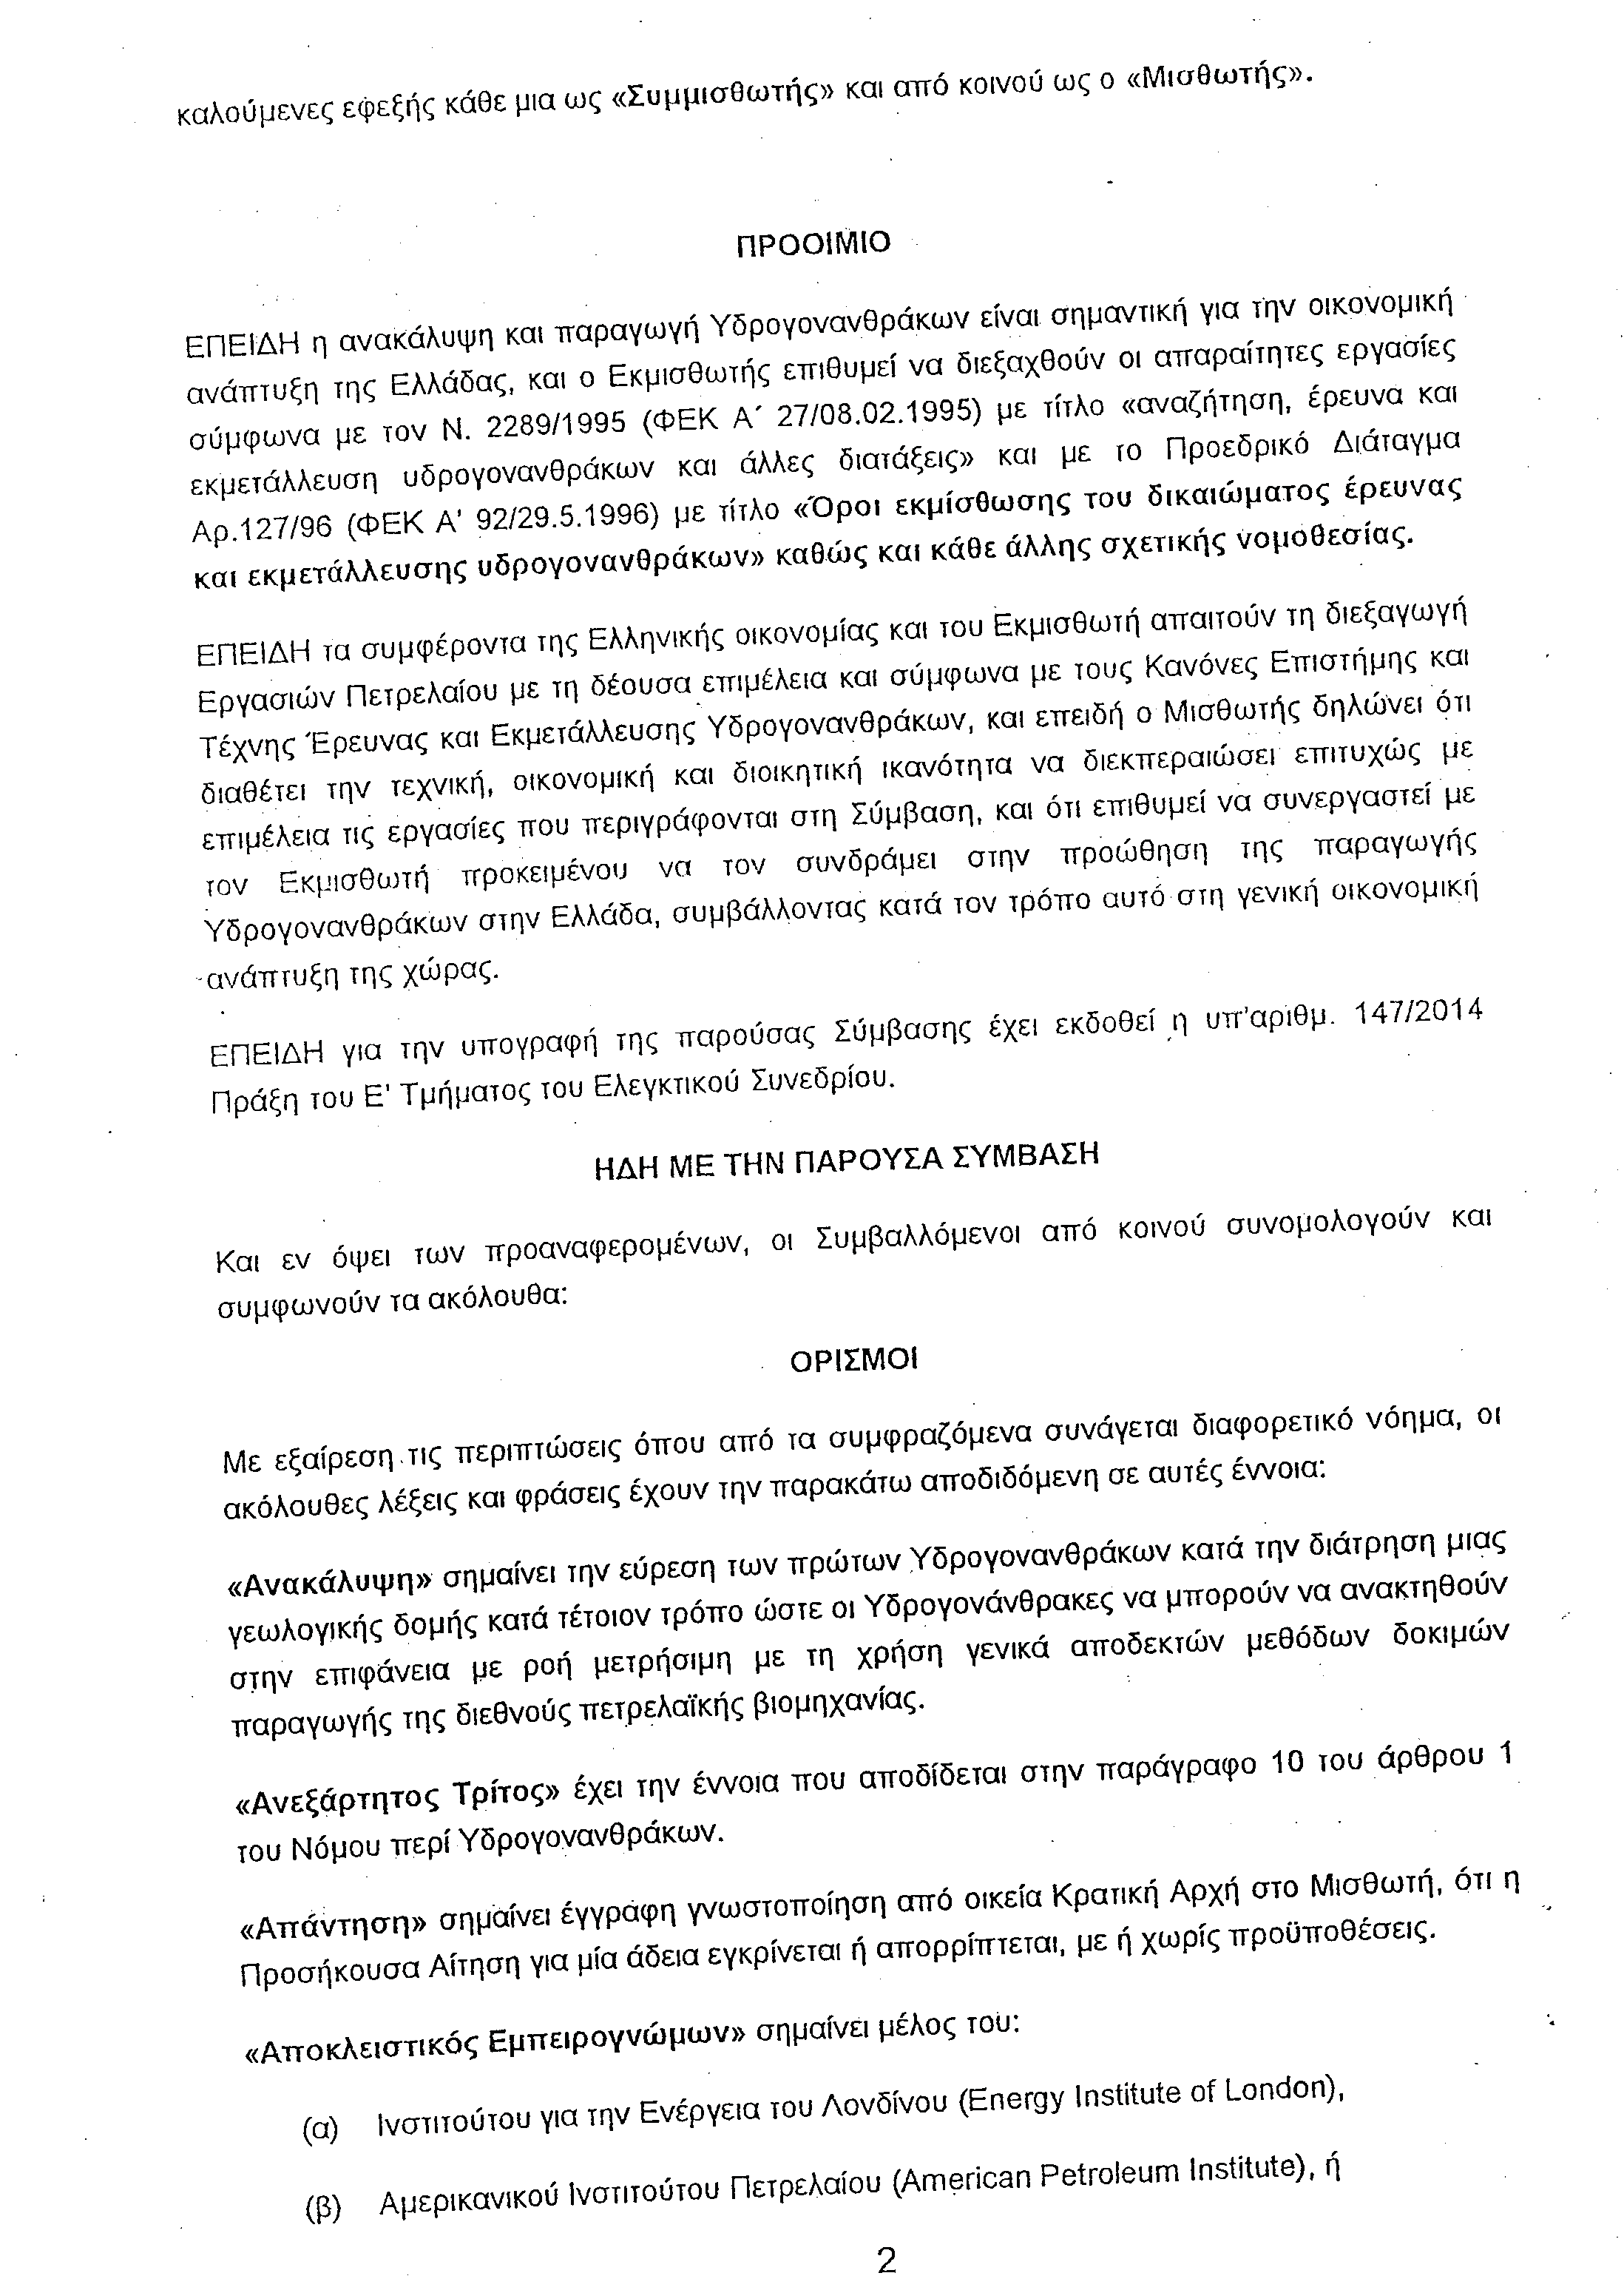 καλούμενες εφεξής κάθε μια ως «Συμμισθωτής» και από κοινού ως ο «Μισθωτής».
ΠΡΟΟΙΜΙΟ
ΕΠΕΙΔΗ η ανακάλυψη και παραγωγή Υδρογονανθράκων είναι σημαντική για την οικονομική
ανάπτυξη της Ελλάδας, και ο Εκμισθωτής επιθυμεί να διεξαχθούν οι απαραίτητες εργασίες
σύμφωνα με τον Ν. 2289/1995 (ΦΕΚ Α΄ 27/08.02.1995) με τίτλο «αναζήτηση, έρευνα και
εκμετάλλευση υδρογονανθράκων και άλλες διατάξεις» και με το Προεδρικό Διάταγμα
Αρ.127/96 (ΦΕΚ Α' 92/29.5.1996) με τίτλο «Όροι εκμίσθωσης του δικαιώματος έρευνας
και εκμετάλλευσης υδρογονανθράκων» καθώς και κάθε άλλης σχετικής νομοθεσίας.
ΕΠΕΙΔΗ τα συμφέροντα της Ελληνικής οικονομίας και του Εκμισθωτή απαιτούν τη διεξαγωγή
Εργασιών Πετρελαίου με τη δέουσα επιμέλεια και σύμφωνα με τους Κανόνες Επιστήμης και
Τέχνης Έρευνας και Εκμετάλλευσης Υδρογονανθράκων, και επειδή ο Μισθωτής δηλώνει ότι
διαθέτει την τεχνική, οικονομική και διοικητική ικανότητα να διεκπεραιώσει επιτυχώς με
επιμέλεια τις εργασίες που περιγράφονται στη Σύμβαση, και ότι επιθυμεί να συνεργαστεί με
τον Εκμισθωτή προκειμένου να τον συνδράμει στην προώθηση της παραγωγής
Υδρογονανθράκων στην Ελλάδα, συμβάλλοντας κατά τον τρόπο αυτό στη γενική οικονομική
ανάπτυξη της χώρας.
ΕΠΕΙΔΗ για την υπογραφή της παρούσας Σύμβασης έχει εκδοθεί η υπ'αριθμ. 147/2014
Πράξη του Ε' Τμήματος του Ελεγκτικού Συνεδρίου.
ΗΔΗ ΜΕ ΤΗΝ ΠΑΡΟΥΣΑ ΣΥΜΒΑΣΗ
Και εν όψει των προαναφερομένων, οι Συμβαλλόμενοι από κοινού συνομολογούν και
συμφωνούν τα ακόλουθα:
ΟΡΙΣΜΟΙ
Με εξαίρεση τις περιπτώσεις όπου από τα συμφραζόμενα συνάγεται διαφορετικό νόημα, οι
ακόλουθες λέξεις και φράσεις έχουν την παρακάτω αποδιδόμενη σε αυτές έννοια:
«Ανακάλυψη» σημαίνει την εύρεση των πρώτων Υδρογονανθράκων κατά την διάτρηση μιας
γεωλογικής δομής κατά τέτοιον τρόπο ώστε οι Υδρογονάνθρακες να μπορούν να ανακτηθούν
στην επιφάνεια με ροή μετρήσιμη με τη χρήση γενικά αποδεκτών μεθόδων δοκιμών
παραγωγής της διεθνούς πετρελαϊκής βιομηχανίας.
«Ανεξάρτητος Τρίτος» έχει την έννοια που αποδίδεται στην παράγραφο 10 του άρθρου 1
του Νόμου περί Υδρογονανθράκων.
«Απάντηση» σημαίνει έγγραφη γνωστοποίηση από οικεία Κρατική Αρχή στο Μισθωτή, ότι η
Προσήκουσα Αίτηση για μία άδεια εγκρίνεται ή απορρίπτεται, με ή χωρίς προϋποθέσεις.
«Αποκλειστικός Εμπειρογνώμων» σημαίνει μέλος του:
(α) Ινστιτούτου για την Ενέργεια του Λονδίνου (Energy Institute of London),
(β) Αμερικανικού Ινστιτούτου Πετρελαίου (American Petroleum Institute), ή
2